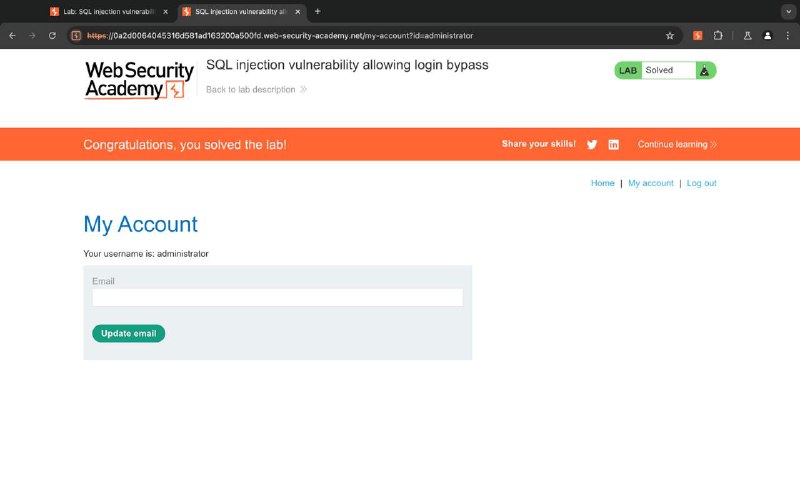 Lab: SQL injection vulnerabili
SQL injection vulnerability all
https://0a2d0064045316d581ad163200a500fd.web-security-academy.net/my-account?id=administrator
WebSecurity
Academy
SQL injection vulnerability allowing login bypass
Back to lab description
LAB Solved
Congratulations, you solved the lab!
Share your skills!
Continue learning
Home | My account | Log out
My Account
Your username is: administrator
Email
Update email